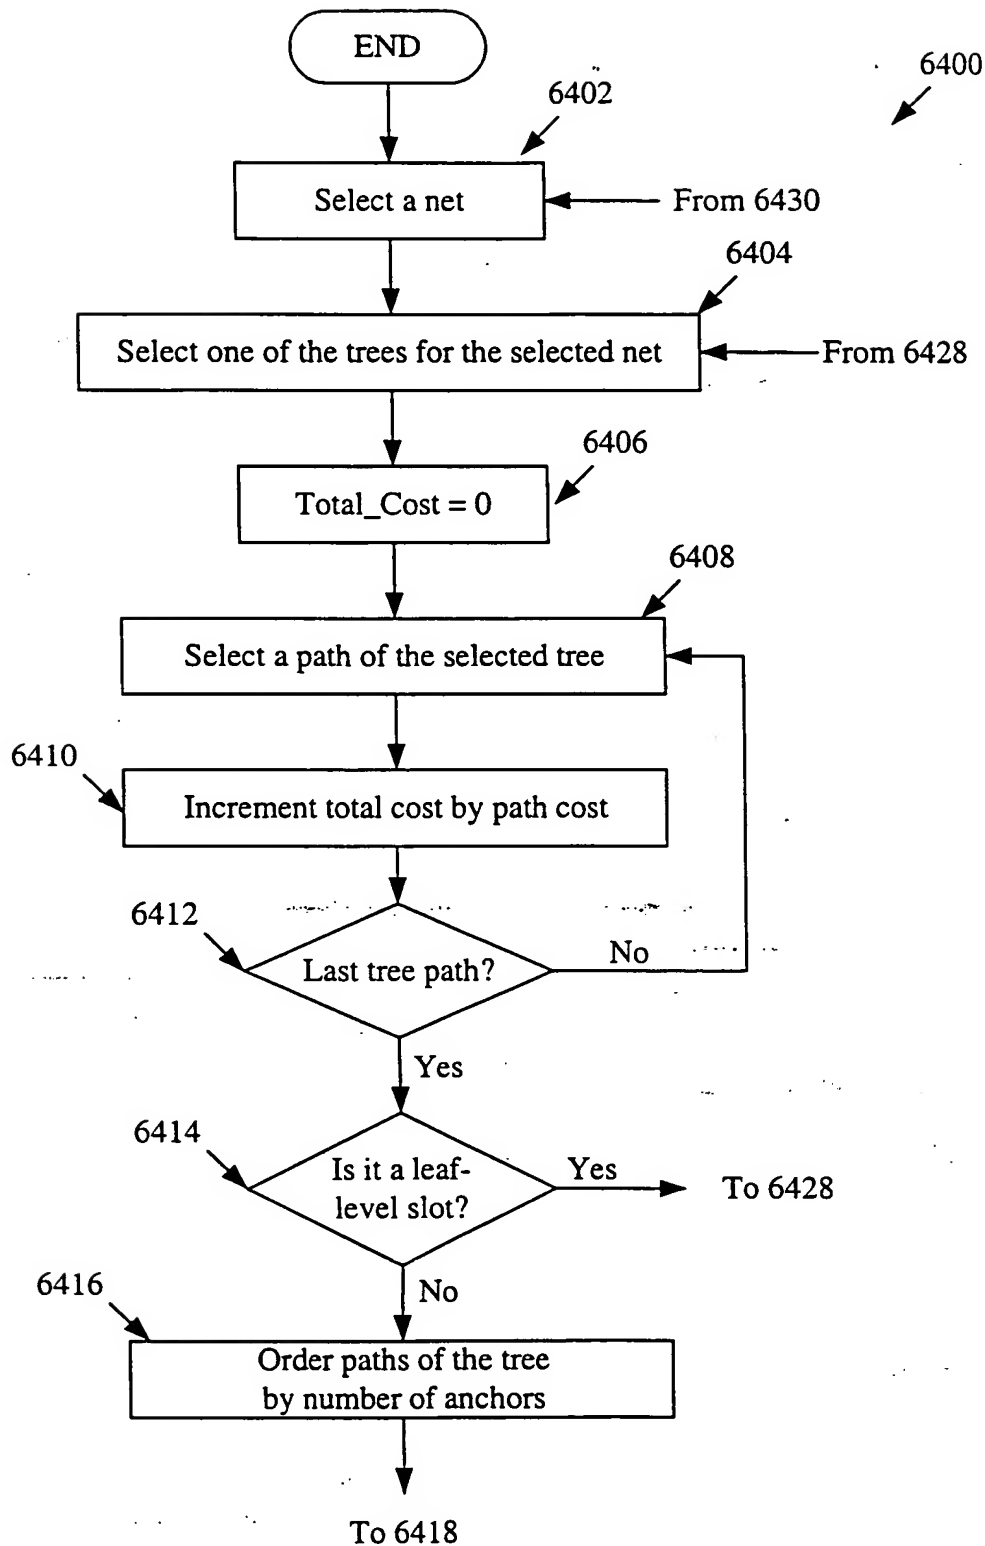 END
6400
6402
Select a net
From 6430
6404
Select one of the trees for the selected net
From 6428
6406
Total_Cost = 0
6408
Select a path of the selected tree
6410
Increment total cost by path cost
6412
Last tree path?
No
Yes
6414
Is it a leaf-
level slot?
Yes
To 6428
No
6416
Order paths of the tree
by number of anchors
To 6418